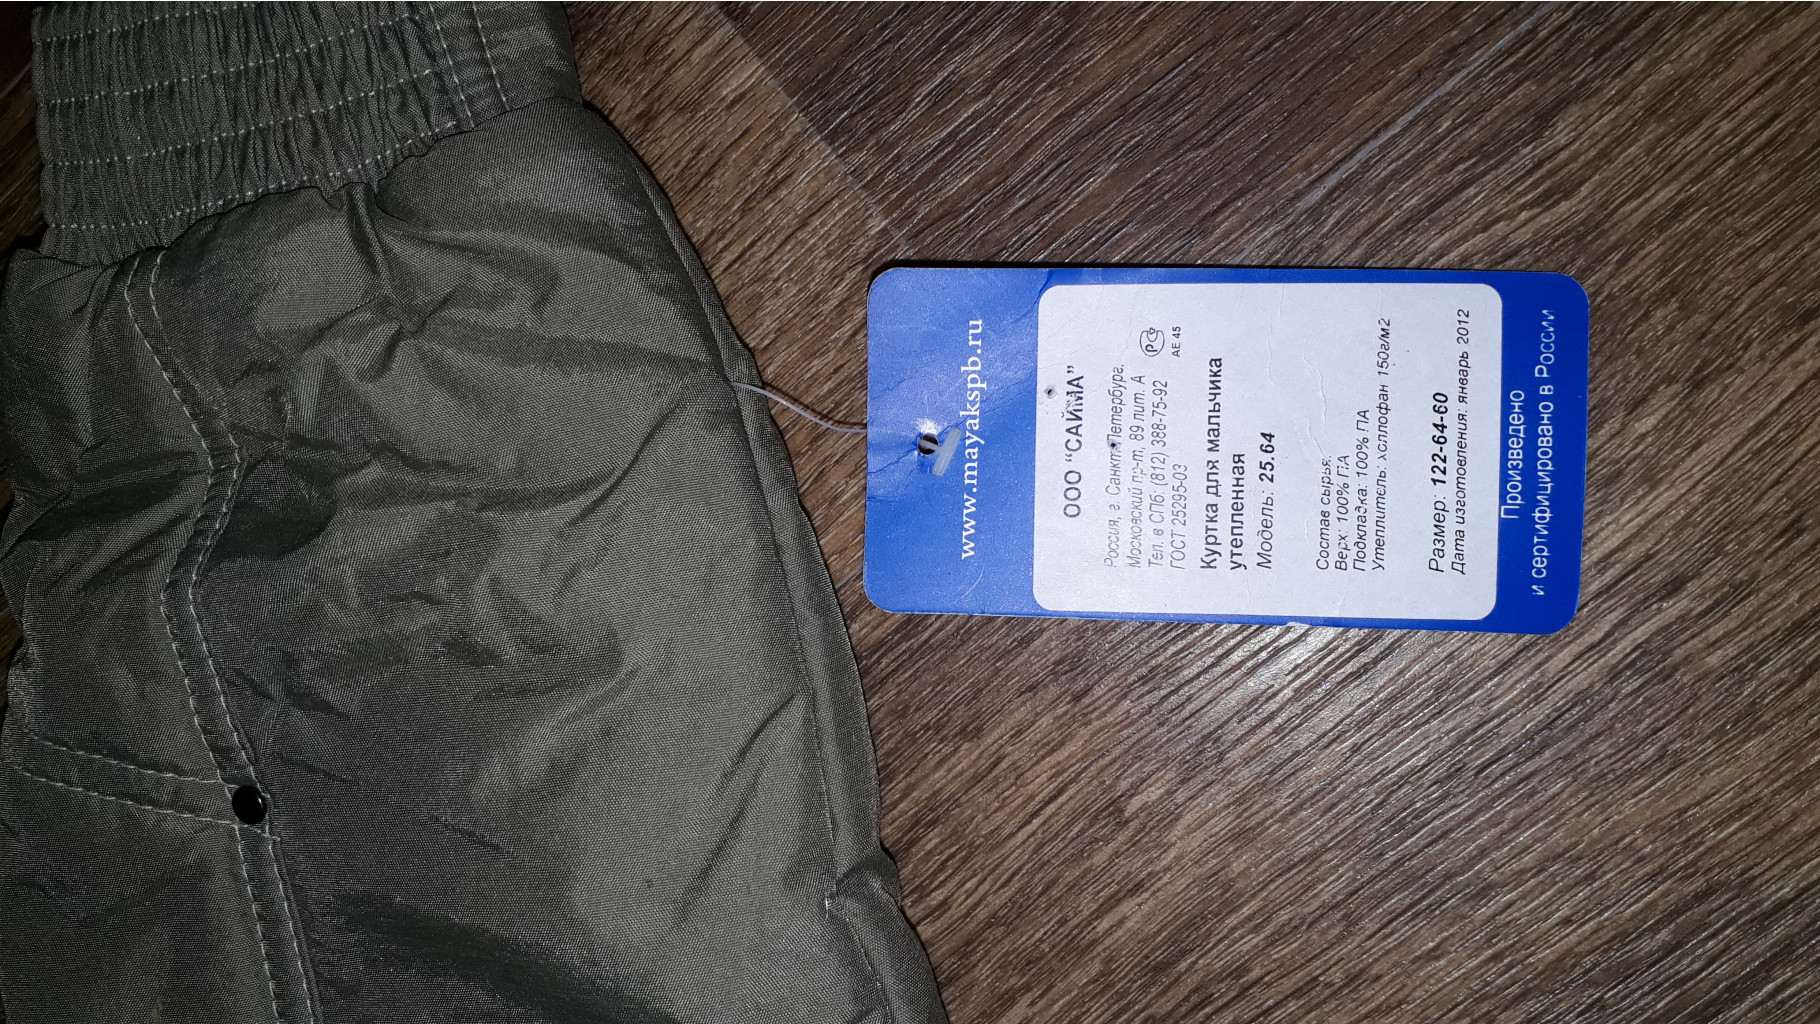 www.mayakspb.ru
ООО “САЙМА”
Россия, г. Санкт-Петербург,
Московский пр-т, 89 лит. А
Тел. в СПб: (812) 388-75-92
ГОСТ 25295-03
РС
АЕ 45
Куртка для мальчика
утепленная
Модель: 25.64
Состав сырья:
Верх: 100% ПА
Подкладка: 100% ПА
Утеплитель: холлофан 150г/м2
Размер: 122-64-60
Дата изготовления: январь 2012
Произведено
и сертифицировано в России